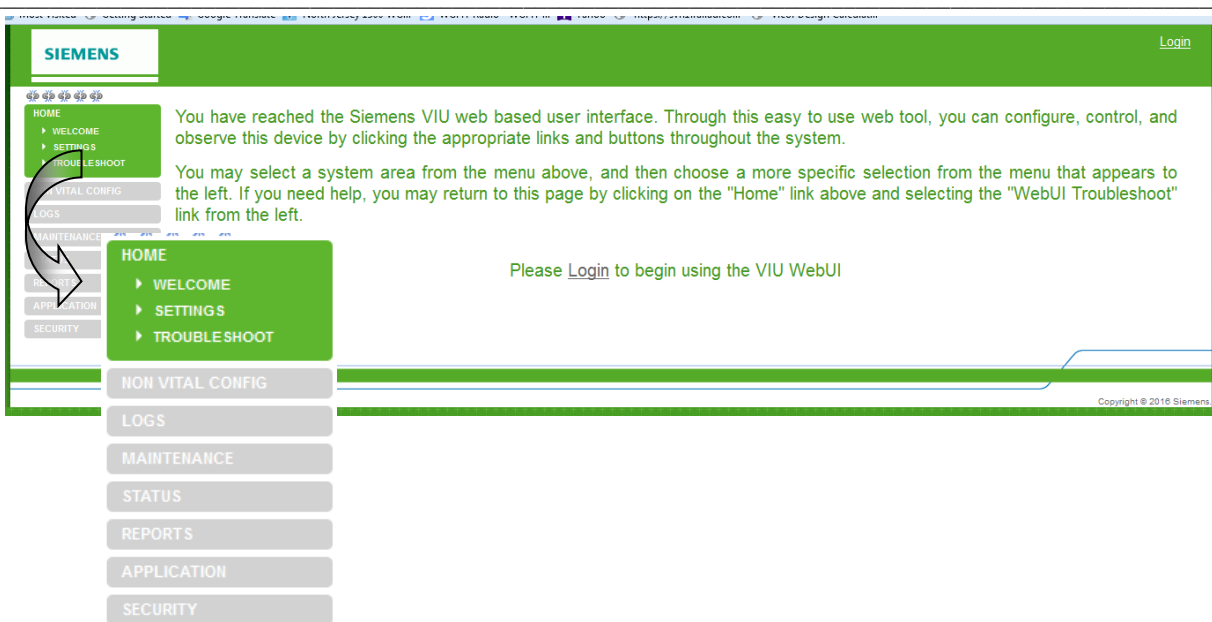 SIEMENS
Login
HOME
WELCOME
SETTINGS
TROUBLESHOOT
NON VITAL CONFIG
LOGS
MAINTENANCE
REPORTS
APPLICATION
SECURITY
You have reached the Siemens VIU web based user interface. Through this easy to use web tool, you can configure, control, and
observe this device by clicking the appropriate links and buttons throughout the system.
You may select a system area from the menu above, and then choose a more specific selection from the menu that appears to
the left. If you need help, you may return to this page by clicking on the "Home" link above and selecting the "WebUI Troubleshoot"
link from the left.
Please Login to begin using the VIU WebUI
HOME
WELCOME
SETTINGS
TROUBLESHOOT
NON VITAL CONFIG
LOGS
MAINTENANCE
STATUS
REPORTS
APPLICATION
SECURITY
Copyright © 2016 Siemens.